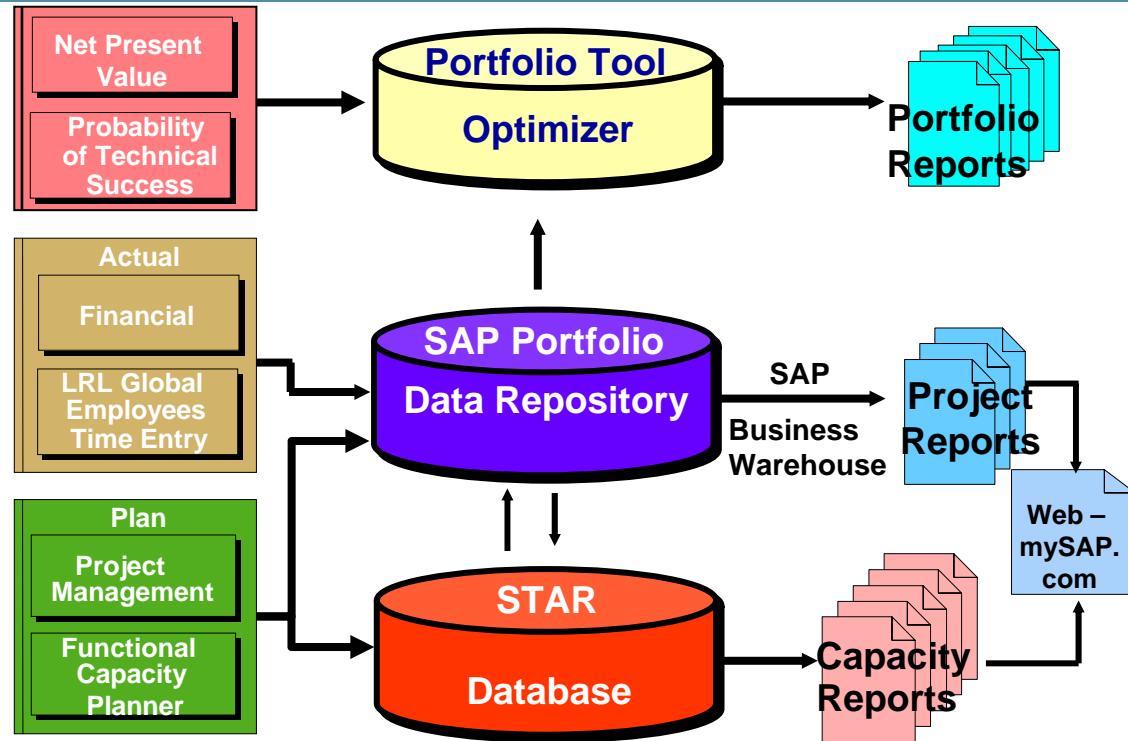 Net Present
Value
Probability
of Technical
Success
Portfolio Tool
Optimizer
Portfolio
Reports
Actual
Financial
LRL Global
Employees
Time Entry
SAP Portfolio
Data Repository
SAP
Business
Warehouse
Project
Reports
Plan
Project
Management
Functional
Capacity
Planner
STAR
Database
Capacity
Reports
Web –
mySAP.
com